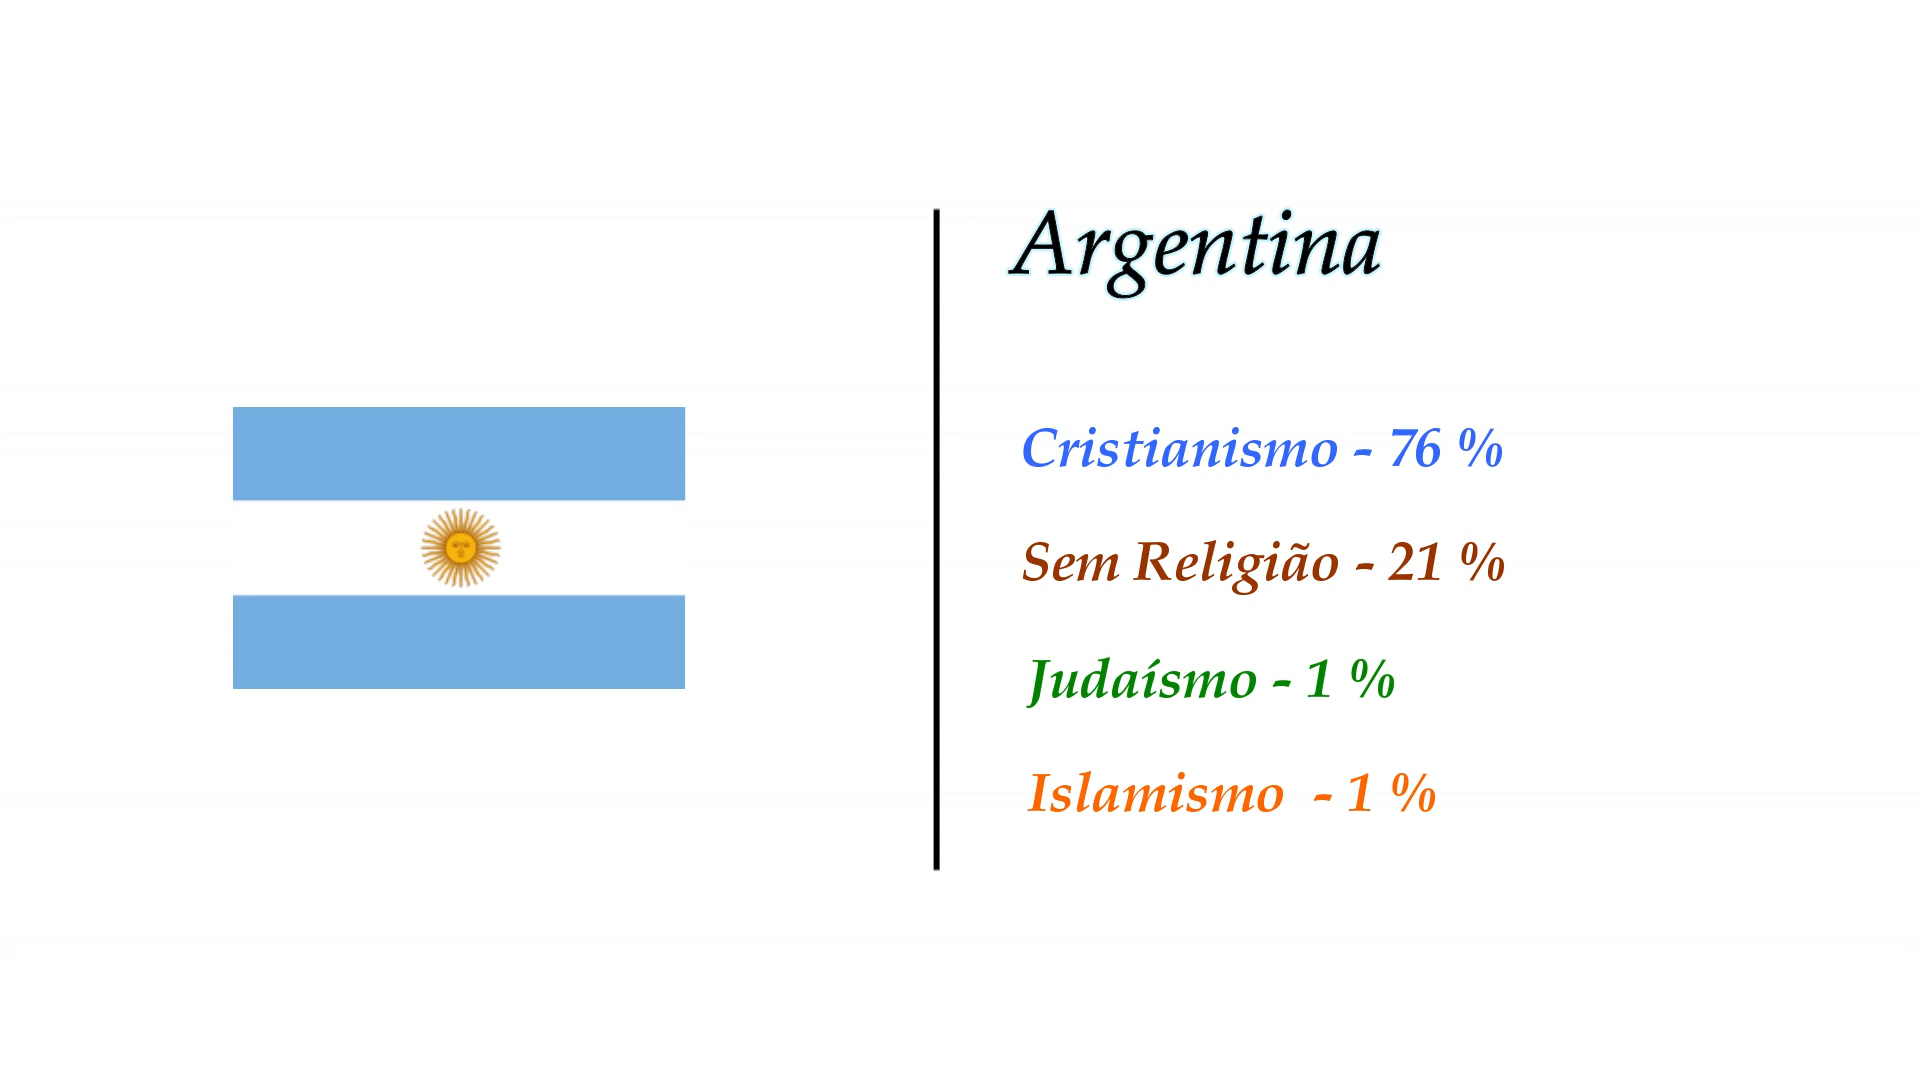 Argentina
Cristianismo - 76 %
Sem Religião - 21 %
Judaísmo - 1 %
Islamismo - 1 %